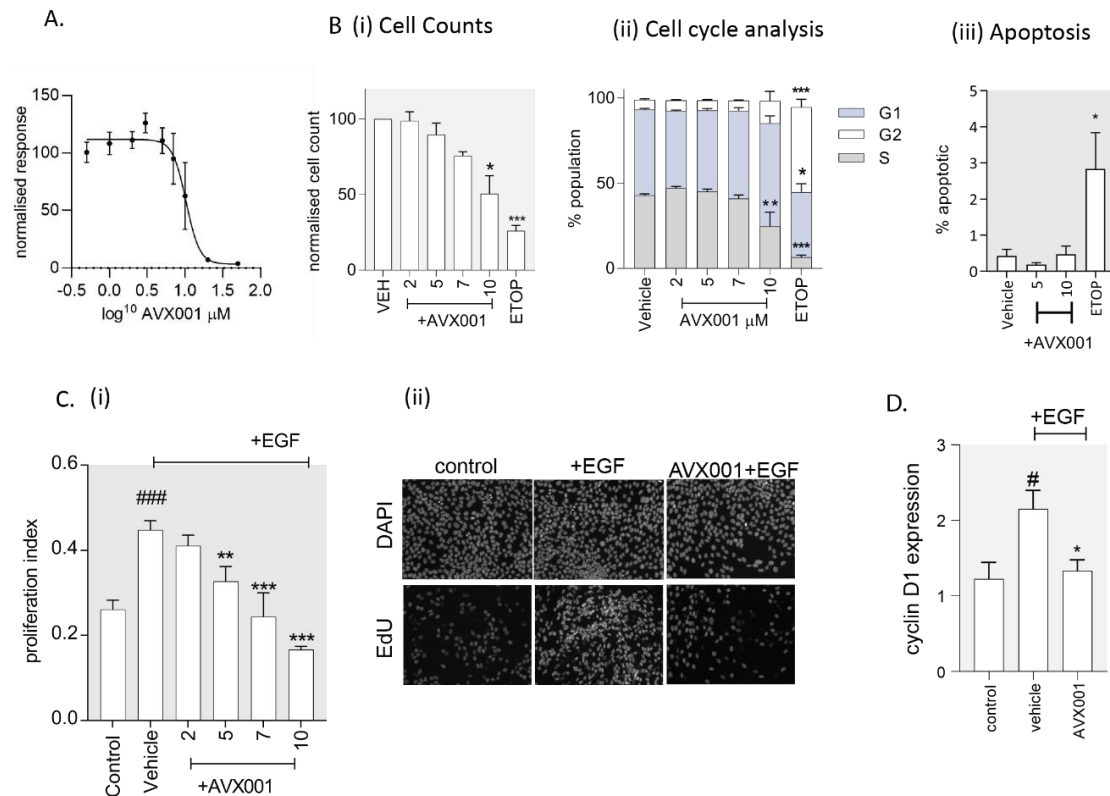 A.
B (i) Cell Counts
(ii) Cell cycle analysis
(iii) Apoptosis
normalised response
150
100
50
0
-0.5 0.0 0.5 1.0 1.5 2.0
log¹⁰ AVX001 μM
normalised cell count
100
50
0
*
***
VEH 2 5 7 10 ETOP
+AVX001
% population
100
50
0
***
*
**
***
Vehicle 2 5 7 10 ETOP
AVX001 μM
G1
G2
S
% apoptotic
5
4
3
2
1
0
*
Vehicle 5 10 ETOP
+AVX001
C. (i)
+EGF
proliferation index
0.6
0.4
0.2
0.0
###
**
***
***
Control Vehicle 2 5 7 10
+AVX001
(ii)
control +EGF AVX001+EGF
DAPI
EdU
D.
+EGF
cyclin D1 expression
3
2
1
0
#
*
control vehicle AVX001